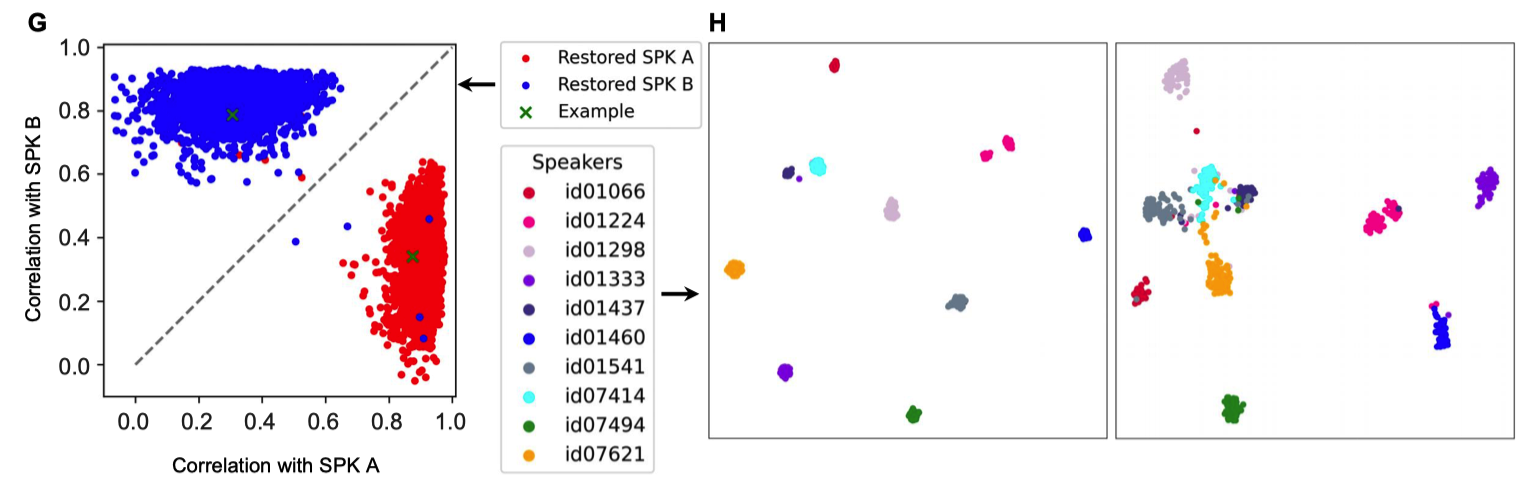 G
H
1.0
0.8
0.6
0.4
0.2
0.0
Correlation with SPK B
0.0 0.2 0.4 0.6 0.8 1.0
Correlation with SPK A
Restored SPK A
Restored SPK B
Example
Speakers
id01066
id01224
id01298
id01333
id01437
id01460
id01541
id07414
id07494
id07621